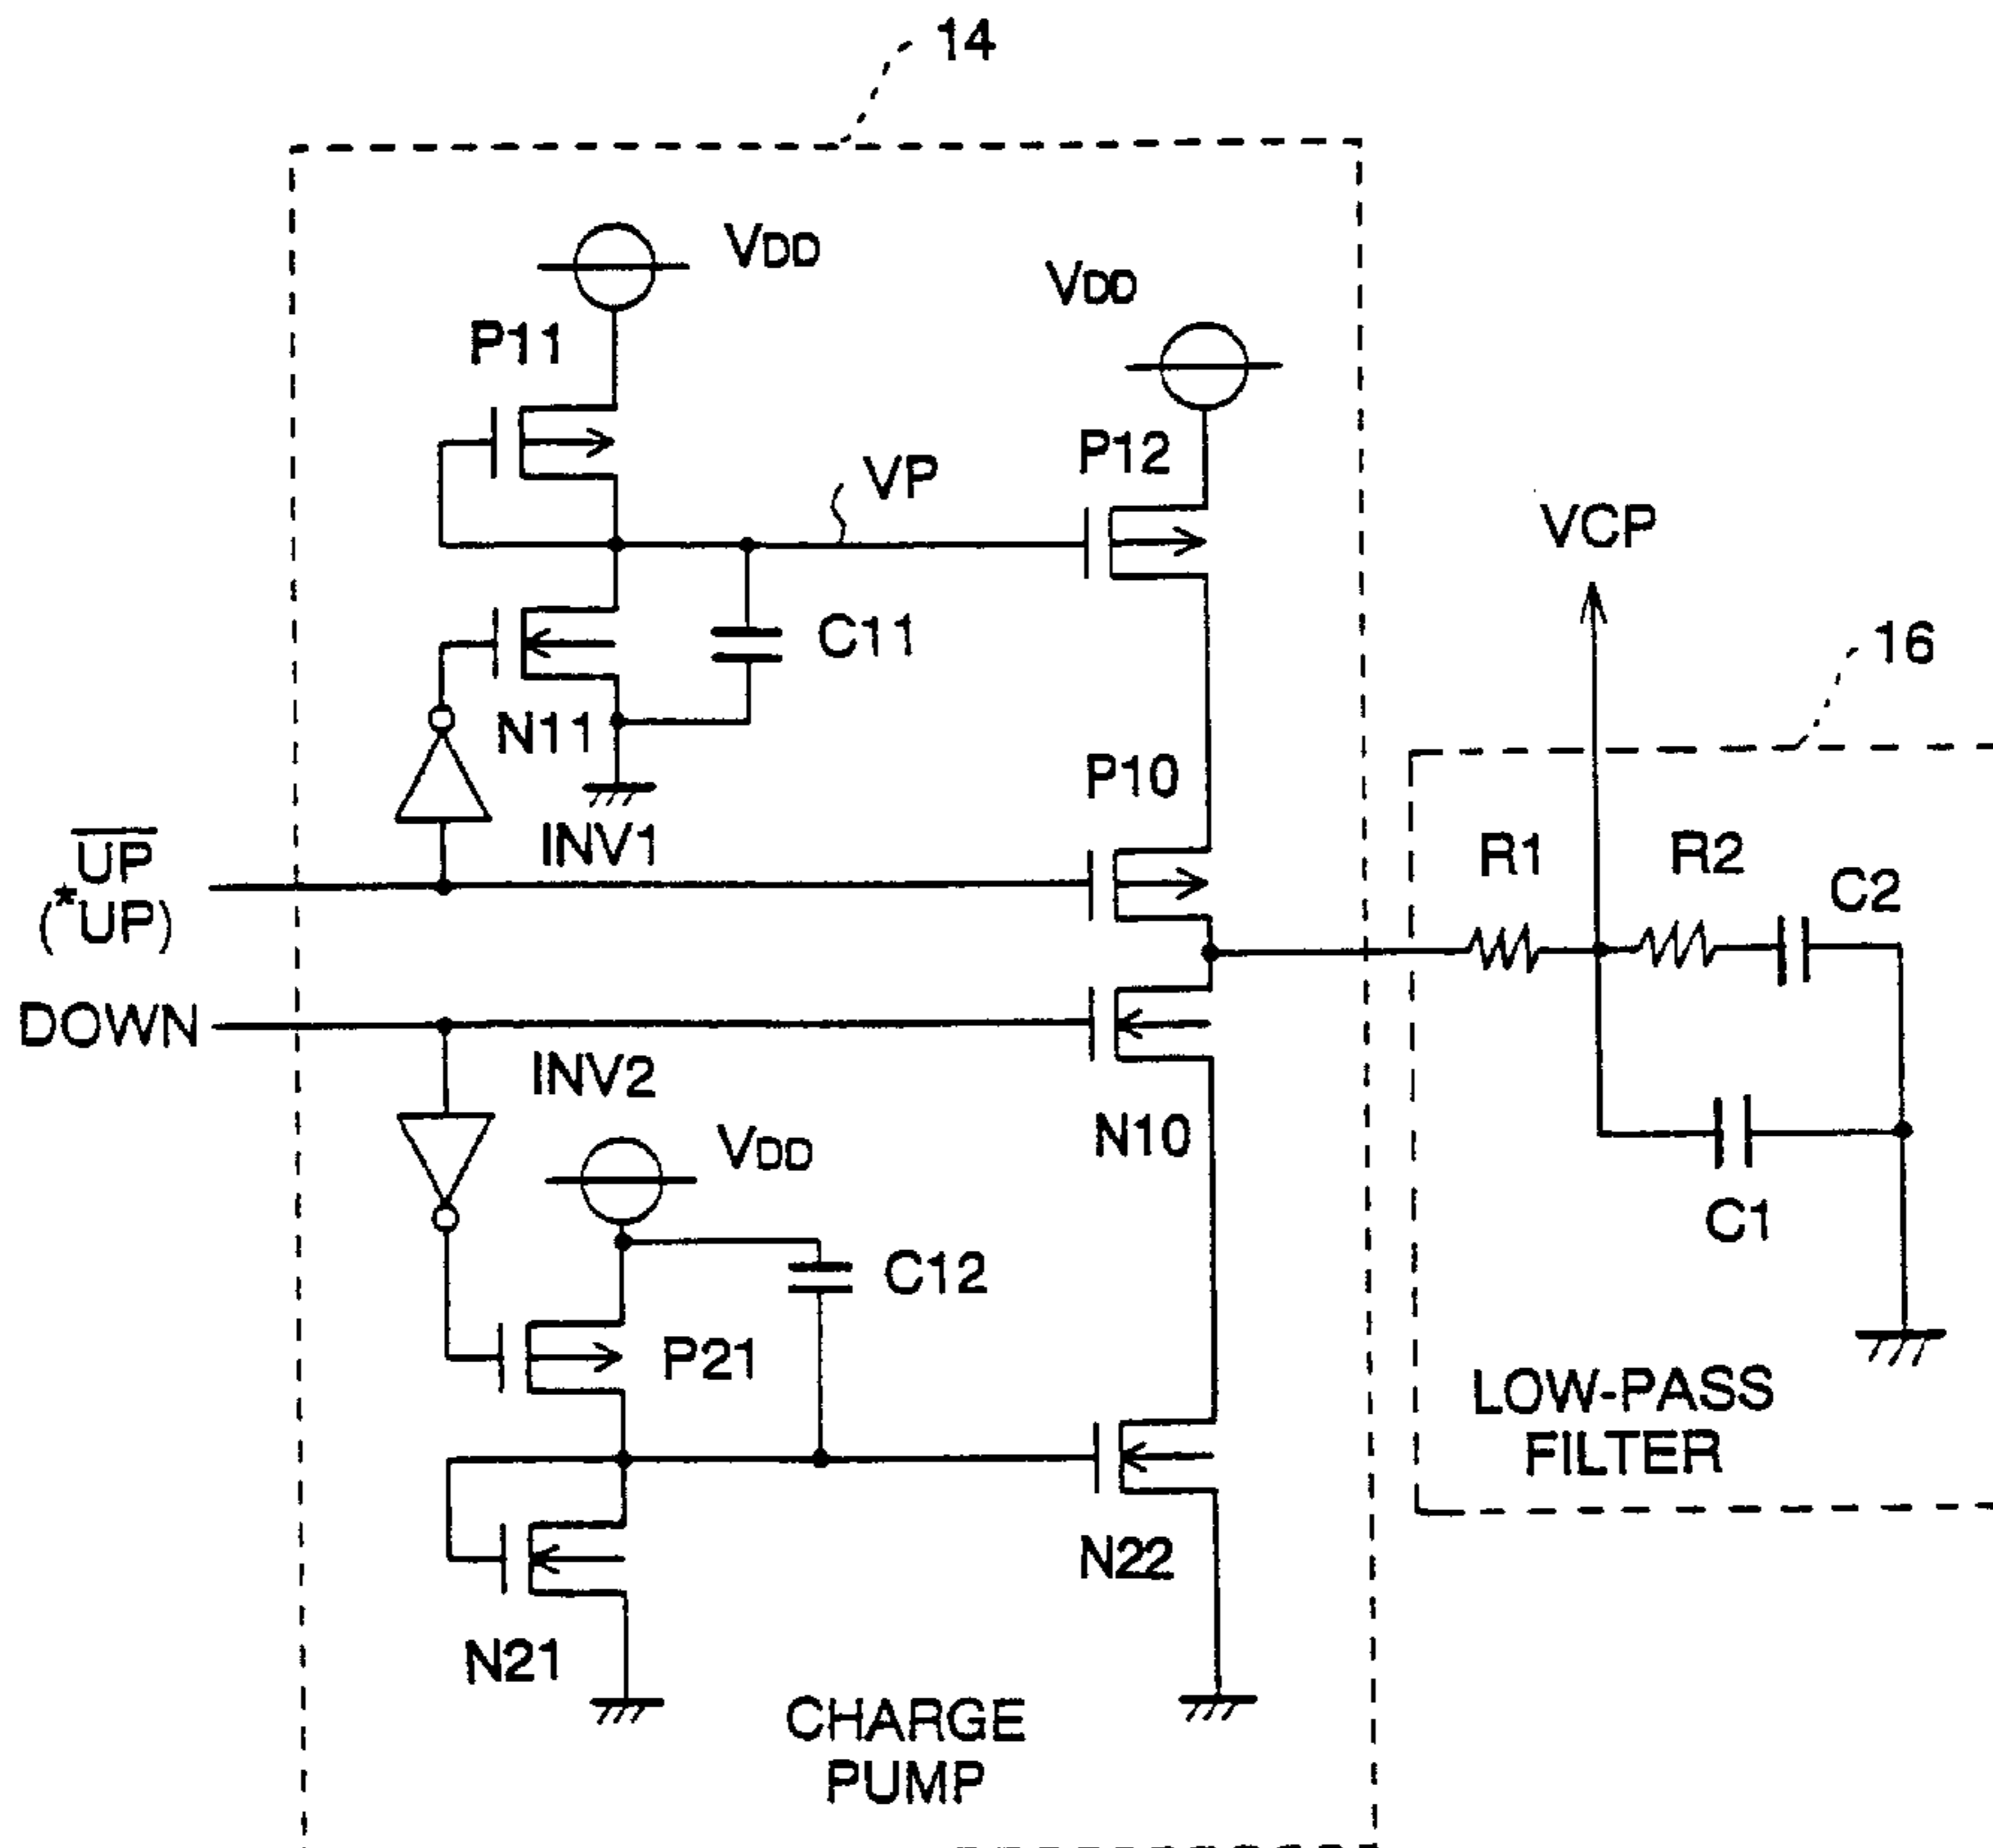 14
VDD
VDD
P11
P12
VP
VCP
C11
16
N11
P10
UP
(*UP)
INV1
R1
R2
C2
DOWN
INV2
VDD
N10
C1
C12
P21
LOW-PASS
FILTER
N22
N21
CHARGE
PUMP